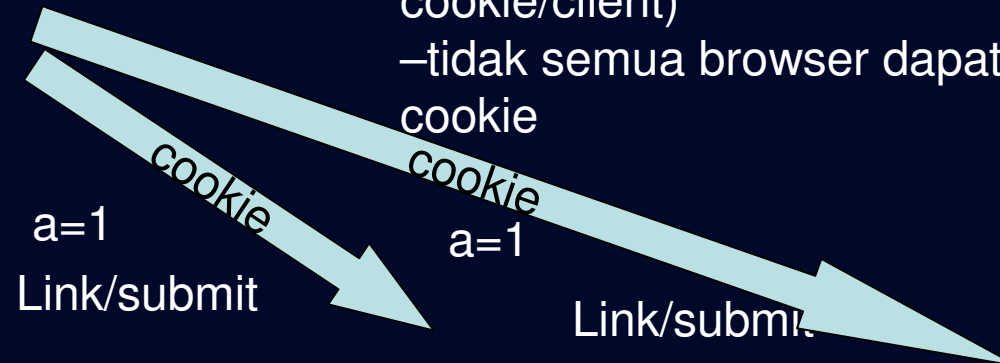 cookie/client)
–tidak semua browser dapat
cookie
cookie
cookie
a=1
a=1
Link/submit
Link/submit